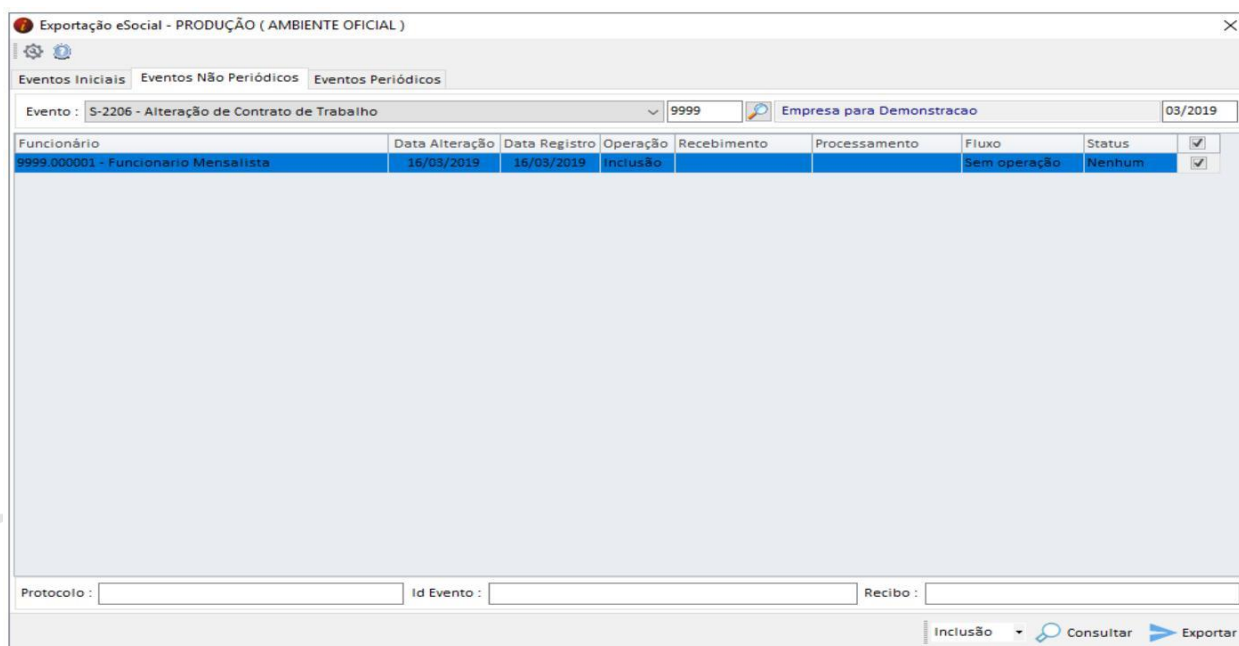 Exportação eSocial - PRODUÇÃO ( AMBIENTE OFICIAL )
Eventos Iniciais Eventos Não Periódicos Eventos Periódicos
Evento : S-2206 - Alteração de Contrato de Trabalho 9999 Empresa para Demonstracao 03/2019
Funcionário Data Alteração Data Registro Operação Recebimento Processamento Fluxo Status
9999.000001 - Funcionario Mensalista 16/03/2019 16/03/2019 Inclusão Sem operação Nenhum
Protocolo : Id Evento : Recibo :
Inclusão Consultar Exportar